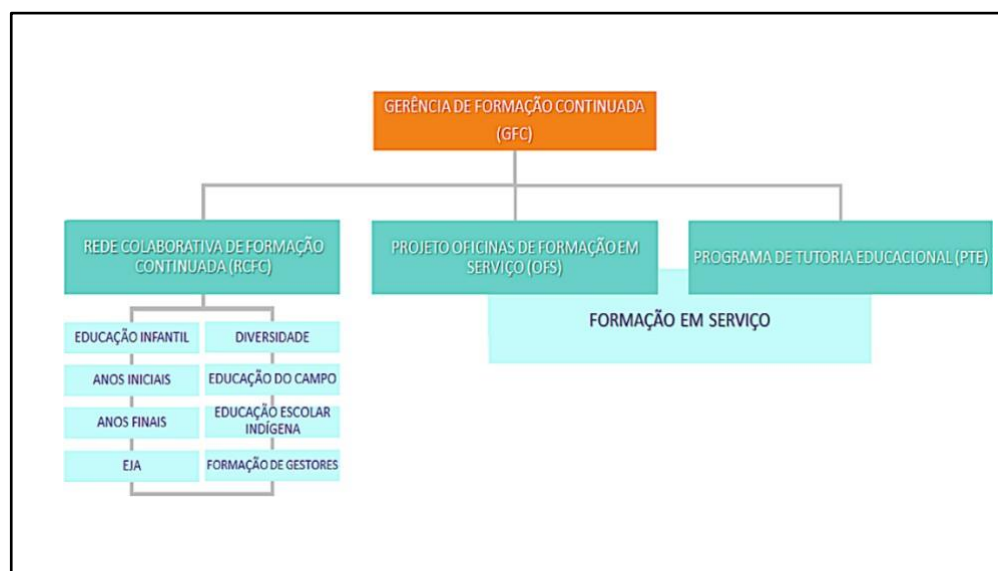 GERÊNCIA DE FORMAÇÃO CONTINUADA
(GFC)
REDE COLABORATIVA DE FORMAÇÃO
CONTINUADA (RCFC)
PROJETO OFICINAS DE FORMAÇÃO EM
SERVIÇO (OFS)
PROGRAMA DE TUTORIA EDUCACIONAL (PTE)
FORMAÇÃO EM SERVIÇO
EDUCAÇÃO INFANTIL
ANOS INICIAIS
ANOS FINAIS
EJA
DIVERSIDADE
EDUCAÇÃO DO CAMPO
EDUCAÇÃO ESCOLAR
INDÍGENA
FORMAÇÃO DE GESTORES